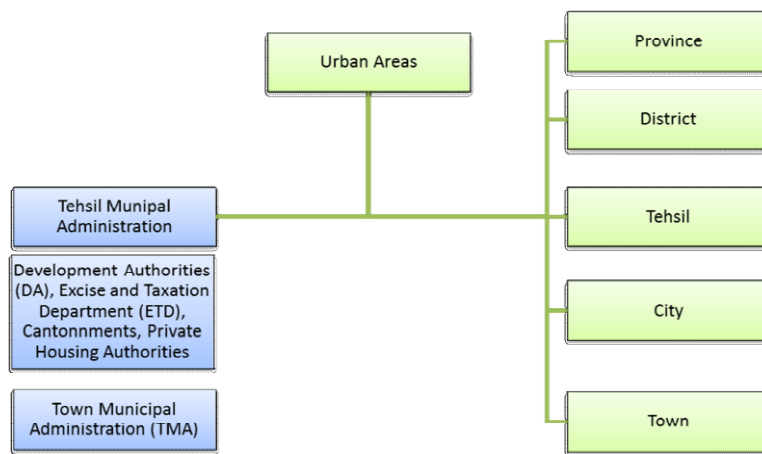 Urban Areas
Province
District
Tehsil Munipal
Administration
Tehsil
Development Authorities
(DA), Excise and Taxation
Department (ETD),
Cantonnments, Private
Housing Authorities
City
Town Municipal
Administration (TMA)
Town